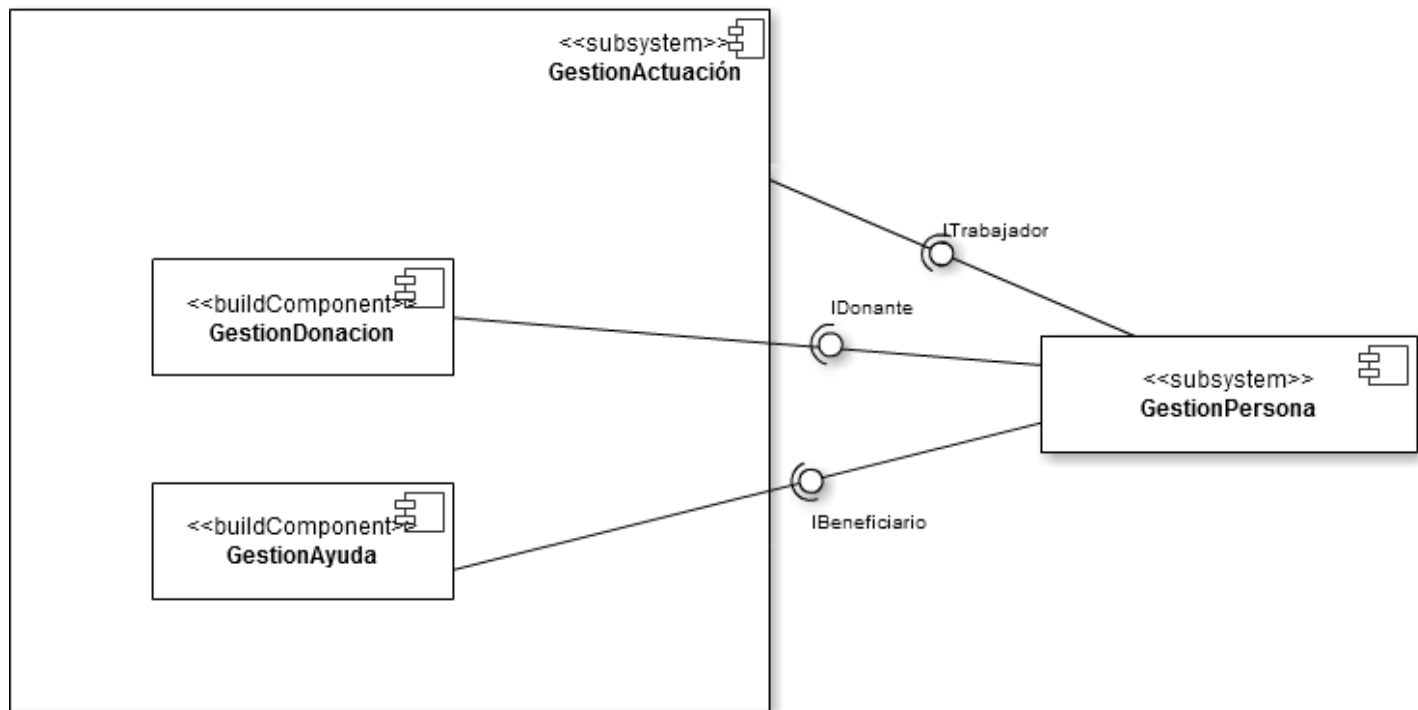 <<subsystem>>
GestionActuación
ITrabajador
<<buildComponent>>
GestionDonacion
IDonante
<<subsystem>>
GestionPersona
<<buildComponent>>
GestionAyuda
IBeneficiario